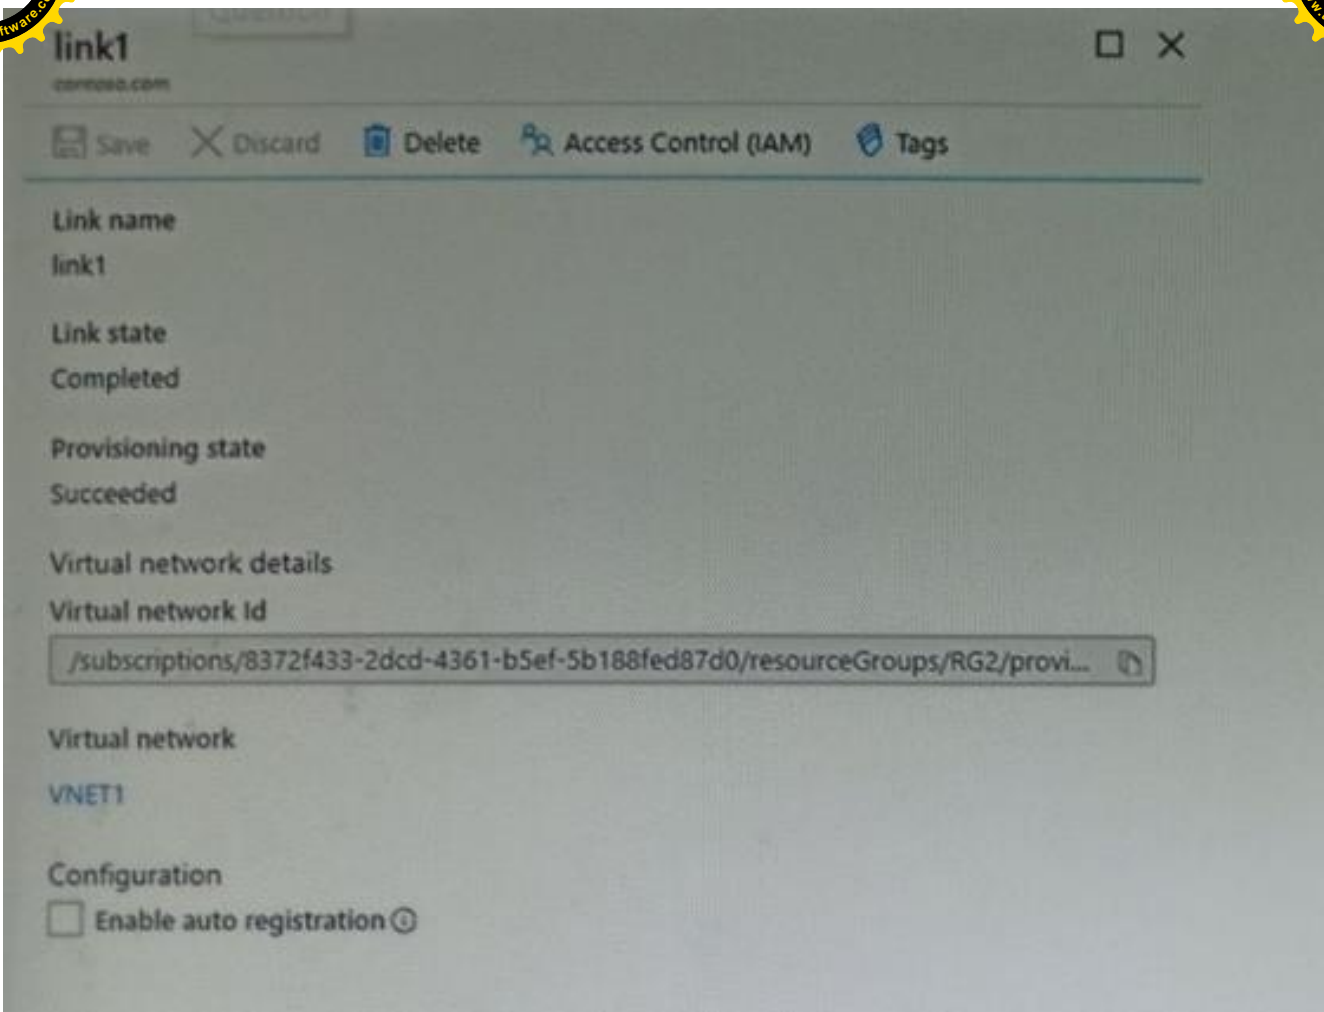 Question
link1
contoso.com
Save Discard Delete Access Control (IAM) Tags
Link name
link1
Link state
Completed
Provisioning state
Succeeded
Virtual network details
Virtual network Id
/subscriptions/8372f433-2dcd-4361-b5ef-5b188fed87d0/resourceGroups/RG2/provi...
Virtual network
VNET1
Configuration
Enable auto registration